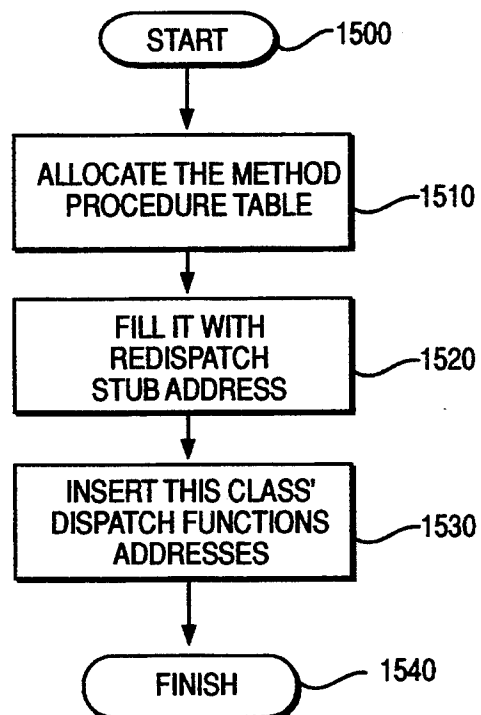 START
1500
ALLOCATE THE METHOD
PROCEDURE TABLE
1510
FILL IT WITH
REDISPATCH
STUB ADDRESS
1520
INSERT THIS CLASS'
DISPATCH FUNCTIONS
ADDRESSES
1530
FINISH
1540